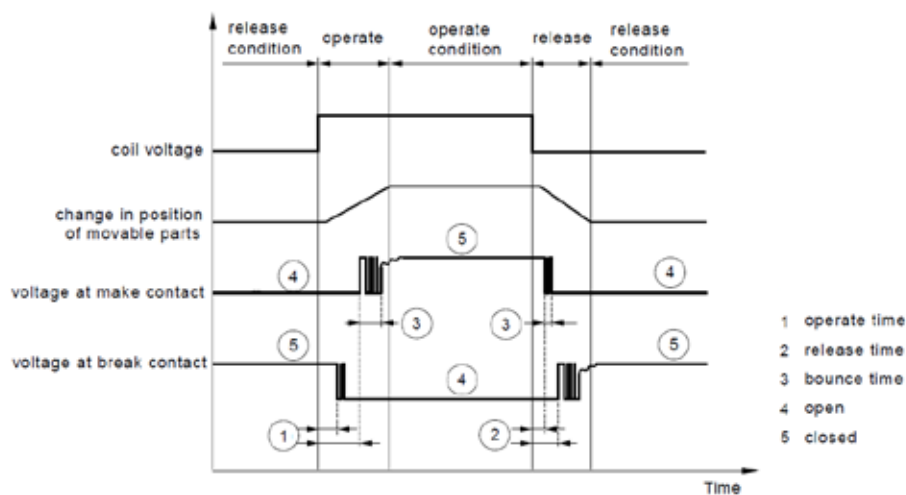 release
condition
operate
operate
condition
release
release
condition
coil voltage
change in position
of movable parts
5
4
4
voltage at make contact
3
3
5
5
voltage at break contact
4
1
2
1 operate time
2 release time
3 bounce time
4 open
5 closed
Time